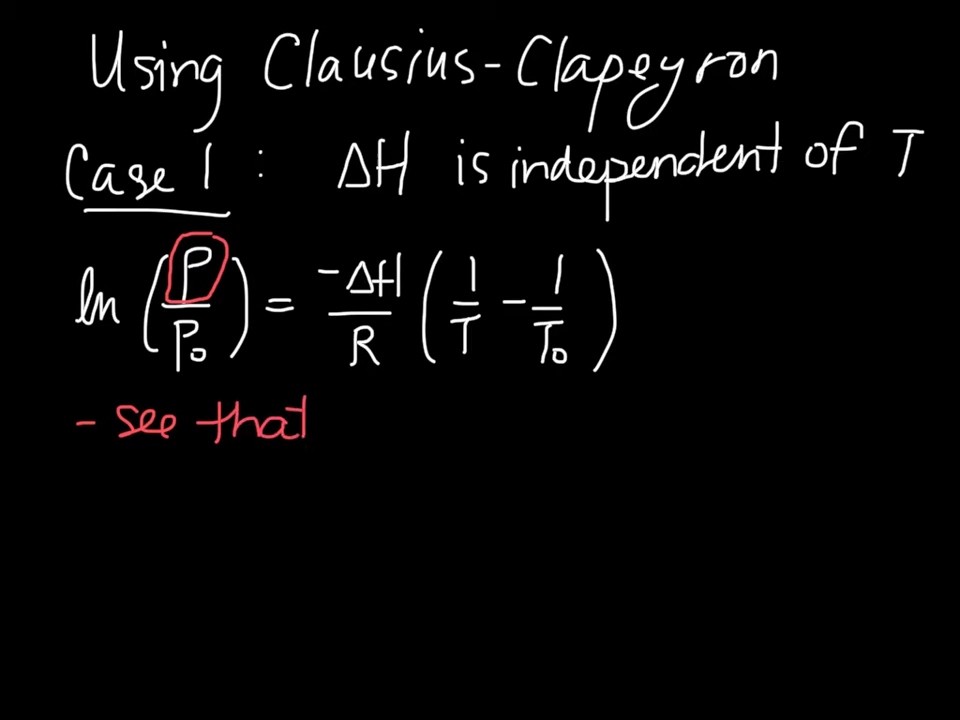 Using Clausius-Clapeyron
Case 1 : ΔH is independent of T
ln (P/P₀) = -ΔH/R (1/T - 1/T₀)
- see that